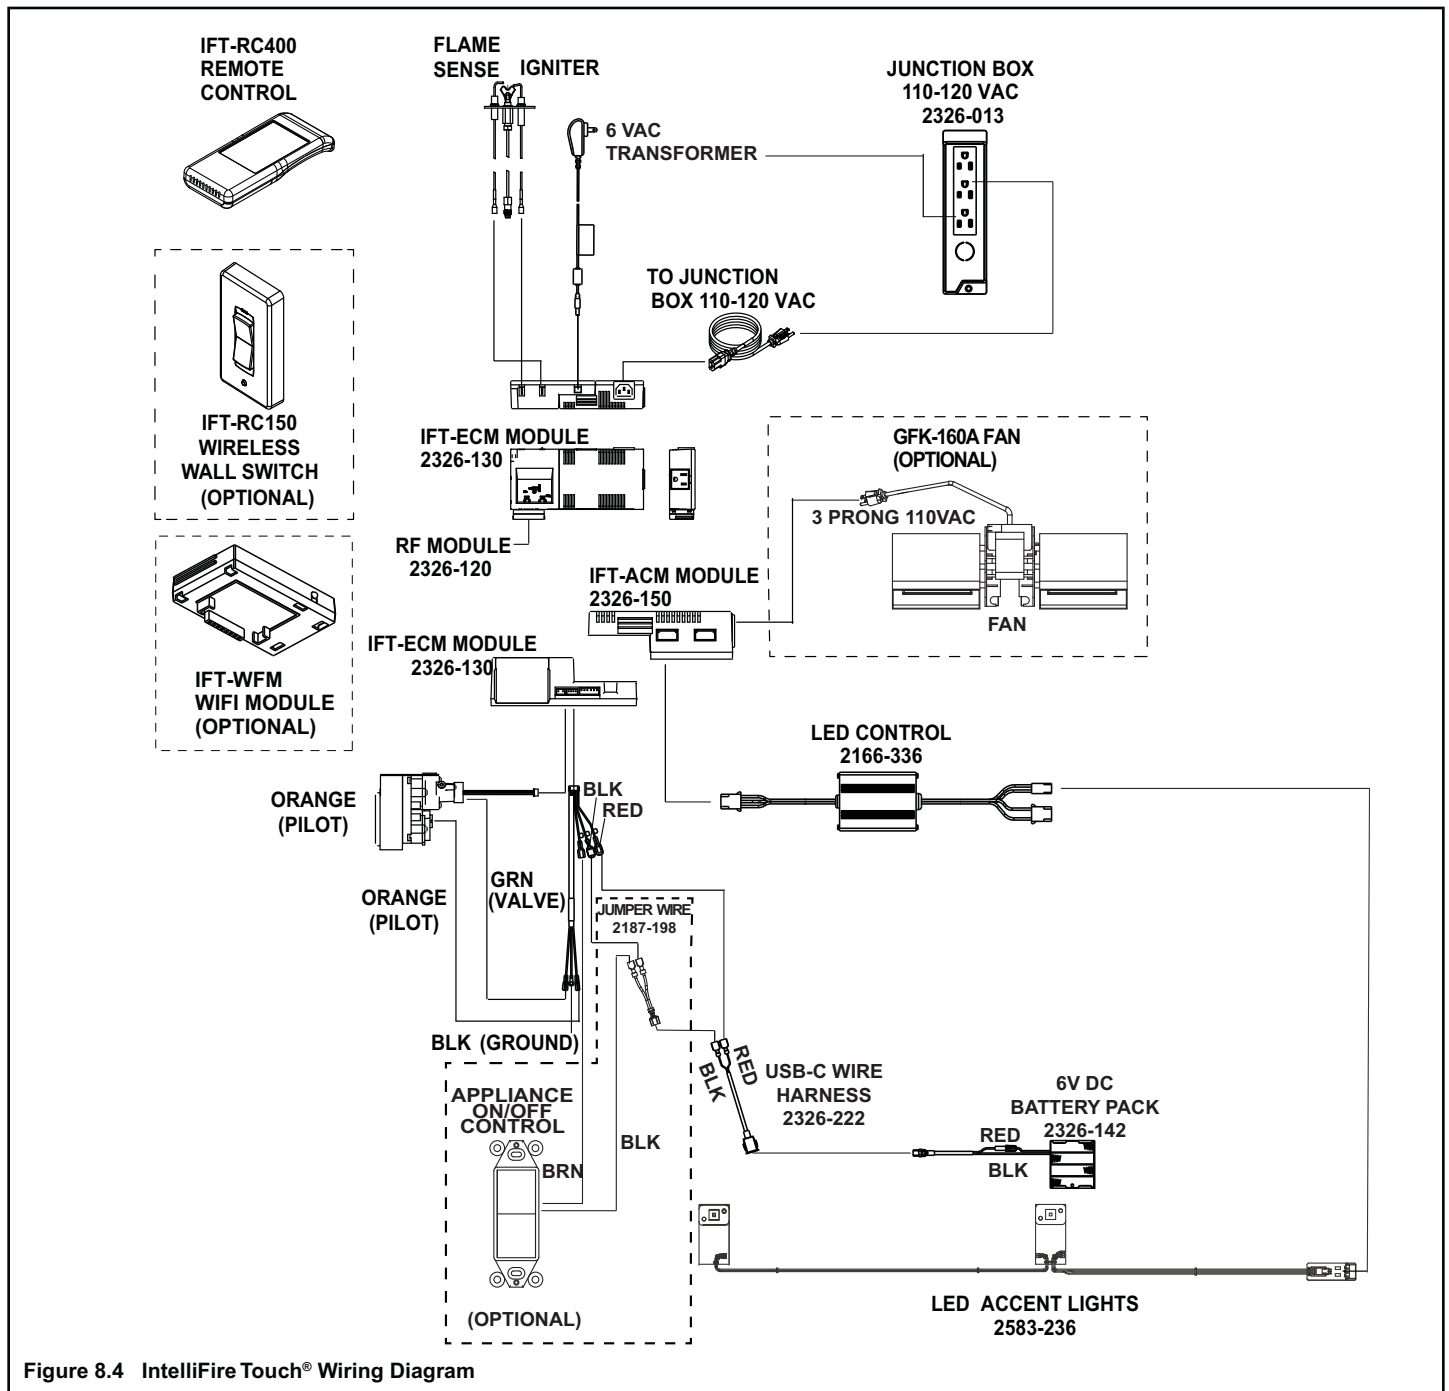 IFT-RC400
REMOTE
CONTROL
FLAME
SENSE
IGNITER
6 VAC
TRANSFORMER
JUNCTION BOX
110-120 VAC
2326-013
TO JUNCTION
BOX 110-120 VAC
IFT-RC150
WIRELESS
WALL SWITCH
(OPTIONAL)
IFT-ECM MODULE
2326-130
RF MODULE
2326-120
GFK-160A FAN
(OPTIONAL)
3 PRONG 110VAC
FAN
IFT-ACM MODULE
2326-150
IFT-WFM
WIFI MODULE
(OPTIONAL)
IFT-ECM MODULE
2326-130
LED CONTROL
2166-336
ORANGE
(PILOT)
BLK
RED
ORANGE
(PILOT)
GRN
(VALVE)
JUMPER WIRE
2187-198
BLK (GROUND)
APPLIANCE
ON/OFF
CONTROL
BRN
BLK
(OPTIONAL)
RED
BLK
USB-C WIRE
HARNESS
2326-222
6V DC
BATTERY PACK
2326-142
RED
BLK
LED ACCENT LIGHTS
2583-236
Figure 8.4 IntelliFire Touch® Wiring Diagram